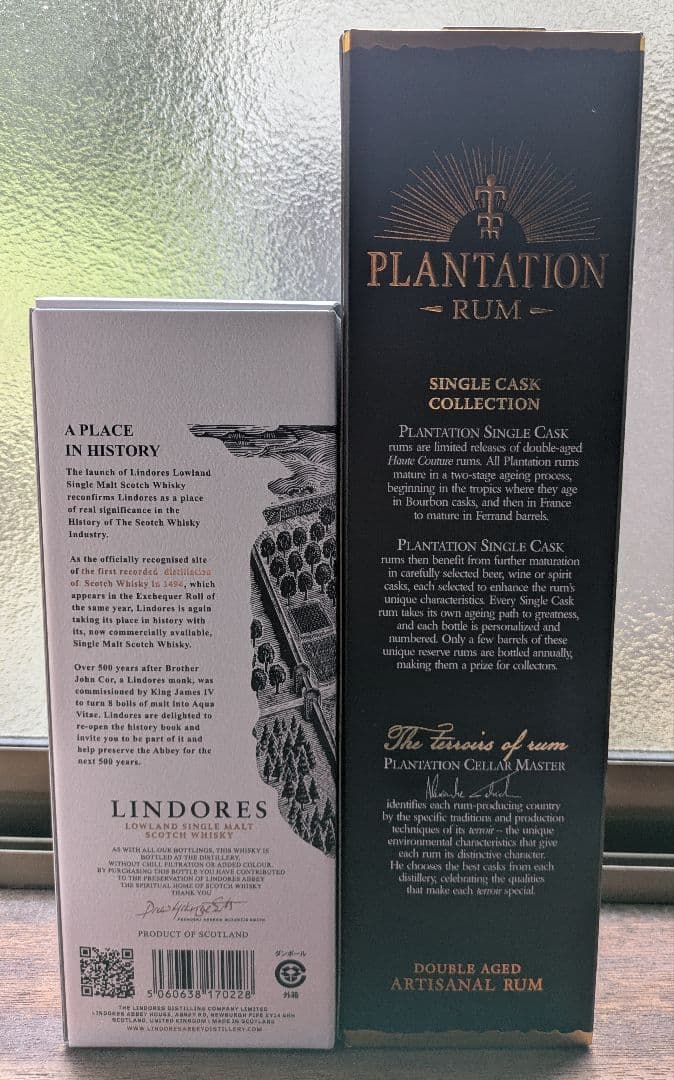 A PLACE
IN HISTORY
The launch of Lindores Lowland
Single Malt Scotch Whisky
reconfirms Lindores as a place
of real significance in the
History of The Scotch Whisky
Industry.
As the officially recognised site
of the first recorded distillation
of Scotch Whisky in 1494, which
appears in the Exchequer Roll of
the same year, Lindores is again
taking its place in history with
its, now commercially available,
Single Malt Scotch Whisky.
Over 500 years after Brother
John Cor, a Lindores monk, was
commissioned by King James IV
to turn 8 bolls of malt into Aqua
Vitae. Lindores are delighted to
re-open the history book and
invite you to be part of it and
help preserve the Abbey for the
next 500 years.
LINDORES
LOWLAND SINGLE MALT
SCOTCH WHISKY
AS WITH ALL OUR BOTTLINGS, THIS WHISKY IS
BOTTLED AT THE DISTILLERY,
WITHOUT CHILL FILTRATION OR ADDED COLOUR.
BY PURCHASING THIS BOTTLE YOU HAVE CONTRIBUTED
TO THE PRESERVATION OF LINDORES ABBEY
THE SPIRITUAL HOME OF SCOTCH WHISKY
THANK YOU
PRODUCT OF SCOTLAND
5 060638 170228
ダンボール
外箱
THE LINDORES DISTILLING COMPANY LIMITED
LINDORES ABBEY HOUSE, ABBEY RD, NEWBURGH FIFE KY14 6HH
SCOTLAND, UNITED KINGDOM | MADE IN SCOTLAND
WWW.LINDORESABBEYDISTILLERY.COM
PLANTATION
RUM
SINGLE CASK
COLLECTION
PLANTATION SINGLE CASK
rums are limited releases of double-aged
Haute Couture rums. All Plantation rums
mature in a two-stage ageing process,
beginning in the tropics where they age
in Bourbon casks, and then in France
to mature in Ferrand barrels.
PLANTATION SINGLE CASK
rums then benefit from further maturation
in carefully selected beer, wine or spirit
casks, each selected to enhance the rum's
unique characteristics. Every Single Cask
rum takes its own ageing path to greatness,
and each bottle is personalized and
numbered. Only a few barrels of these
unique reserve rums are bottled annually,
making them a prize for collectors.
The terroirs of rum
PLANTATION CELLAR MASTER
identifies each rum-producing country
by the specific traditions and production
techniques of its terroir – the unique
environmental characteristics that give
each rum its distinctive character.
He chooses the best casks from each
distillery, celebrating the qualities
that make each terroir special.
DOUBLE AGED
ARTISANAL RUM